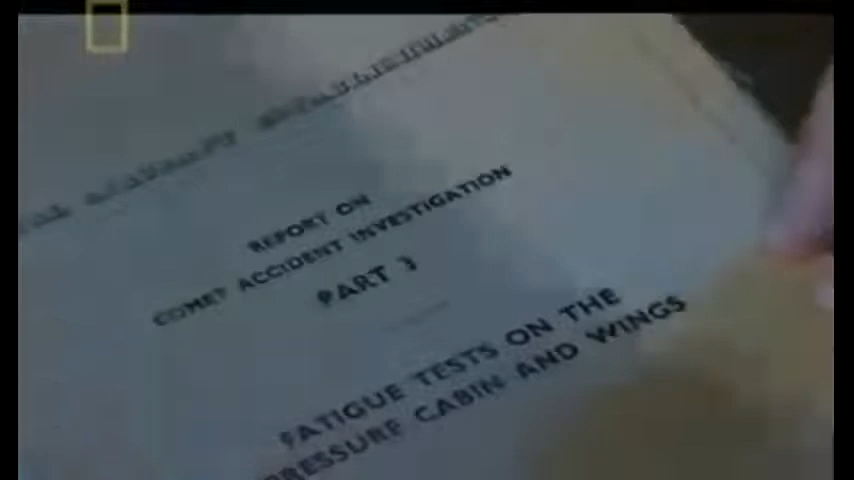 REPORT ON
COMET ACCIDENT INVESTIGATION
PART 3
FATIGUE TESTS ON THE
PRESSURE CABIN AND WINGS